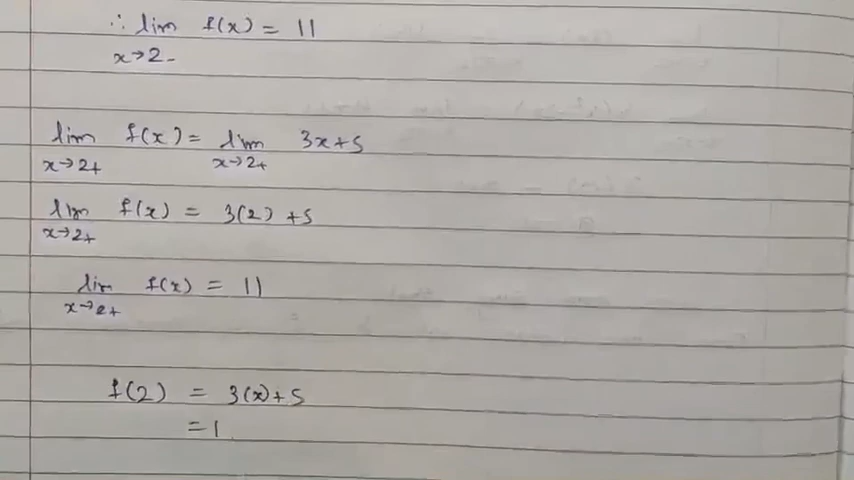 ∴ lim f(x) = 11
x→2-
lim f(x) = lim 3x+5
x→2+ x→2+
lim f(x) = 3(2) +5
x→2+
lim f(x) = 11
x→2+
f(2) = 3(x)+5
= 1